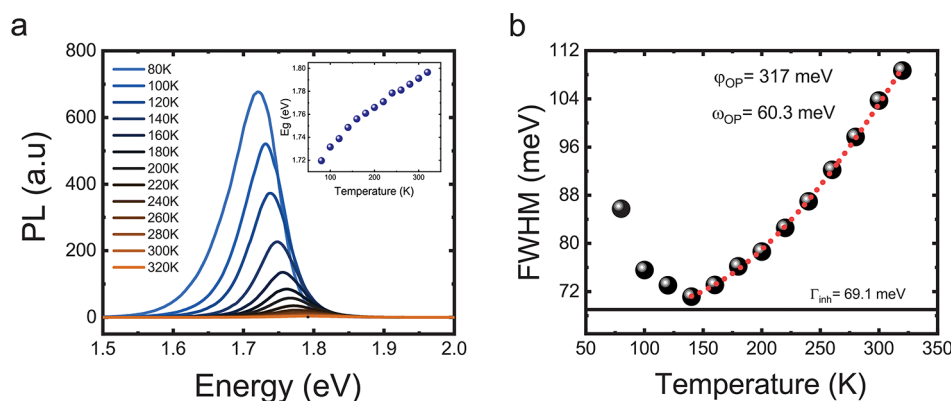 a
PL (a.u)
800
600
400
200
0
80K
100K
120K
140K
160K
180K
200K
220K
240K
260K
280K
300K
320K
1.5
1.6
1.7
1.8
1.9
2.0
Energy (eV)
Eg (eV)
1.80
1.78
1.76
1.74
1.72
100
200
300
Temperature (K)
b
FWHM (meV)
112
104
96
88
80
72
φOP = 317 meV
ωOP = 60.3 meV
Γinh = 69.1 meV
50
100
150
200
250
300
350
Temperature (K)